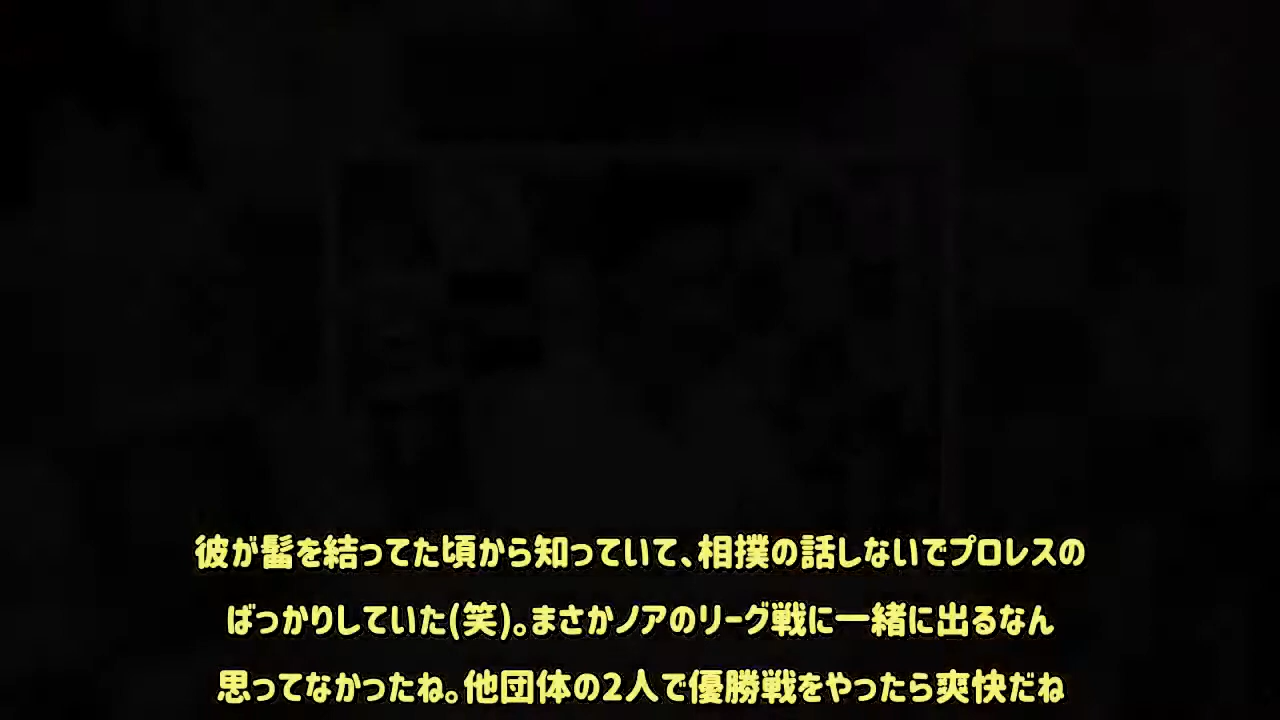 彼が髷を結ってた頃から知っていて、相撲の話しないでプロレスの
ばっかりしていた(笑)。まさかノアのリーグ戦に一緒に出るなん
思ってなかったね。他団体の2人で優勝戦をやったら爽快だね